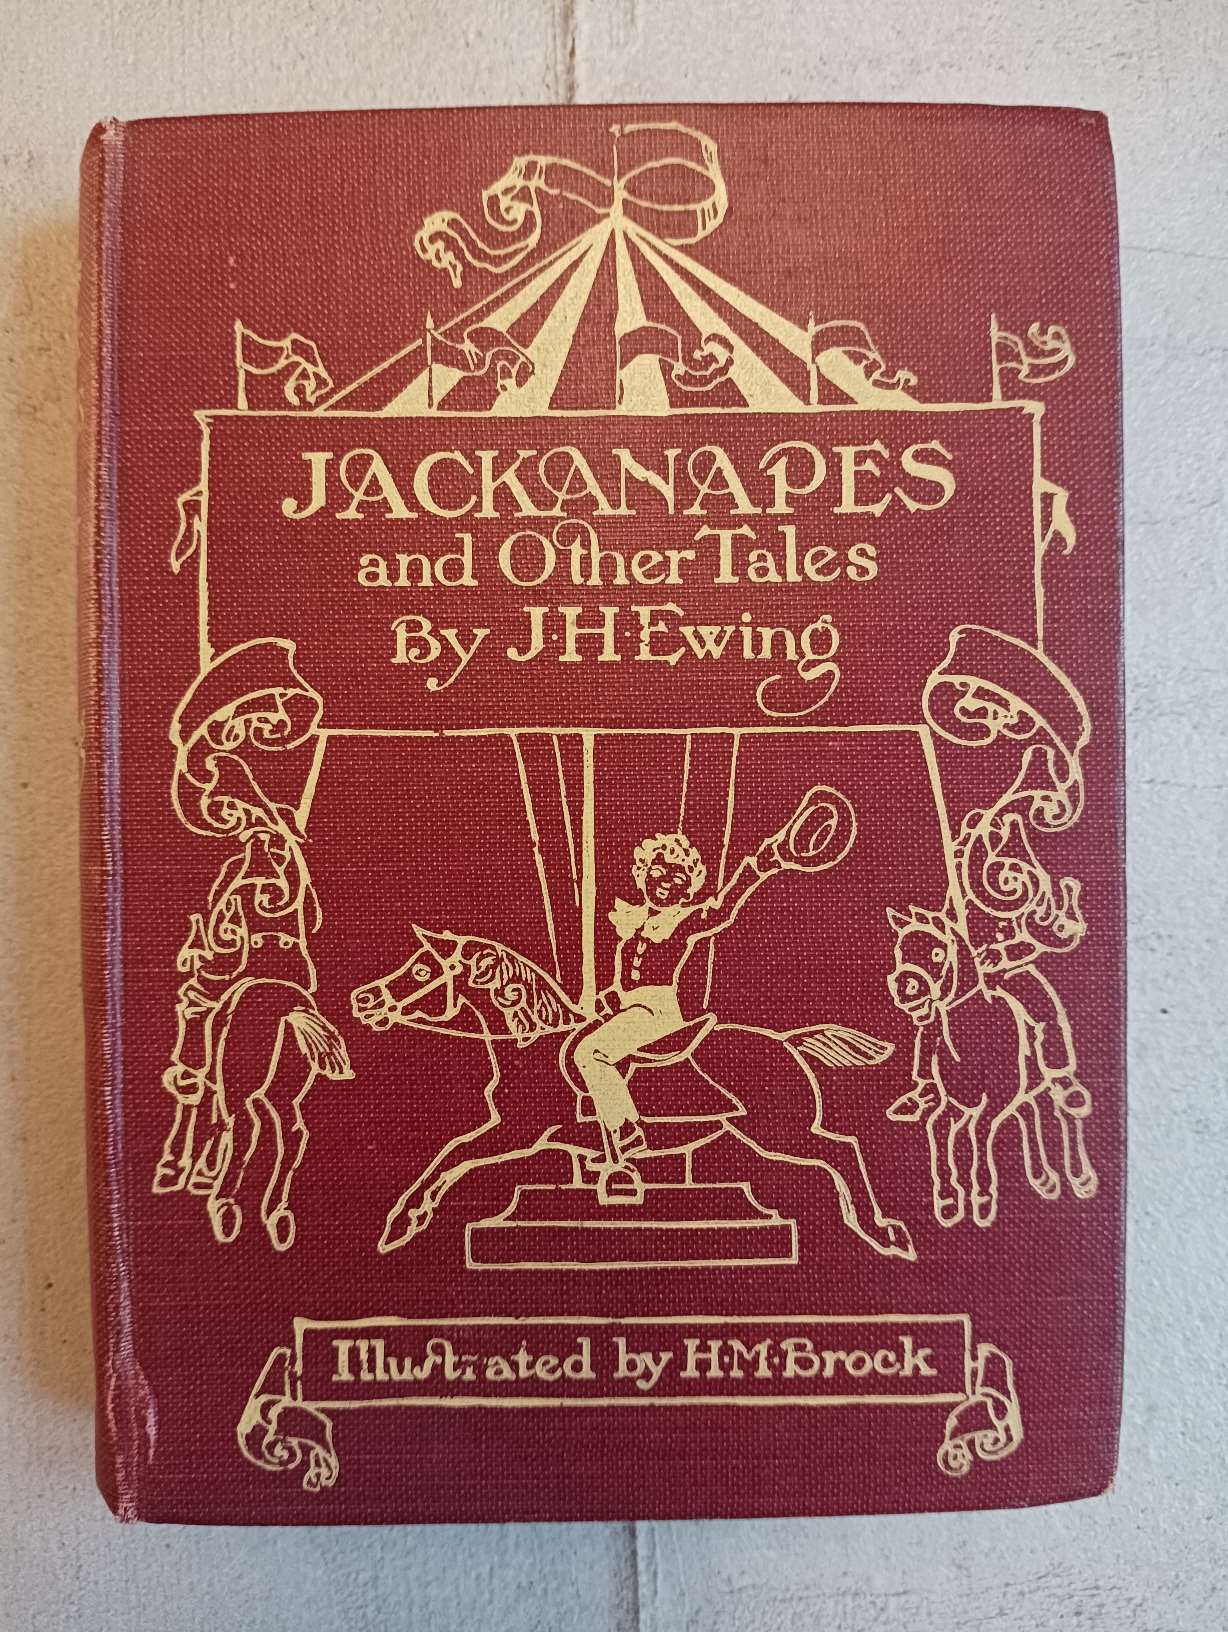 JACKANAPES
and Other Tales
By J·H·Ewing
Illustrated by H·M·Brock